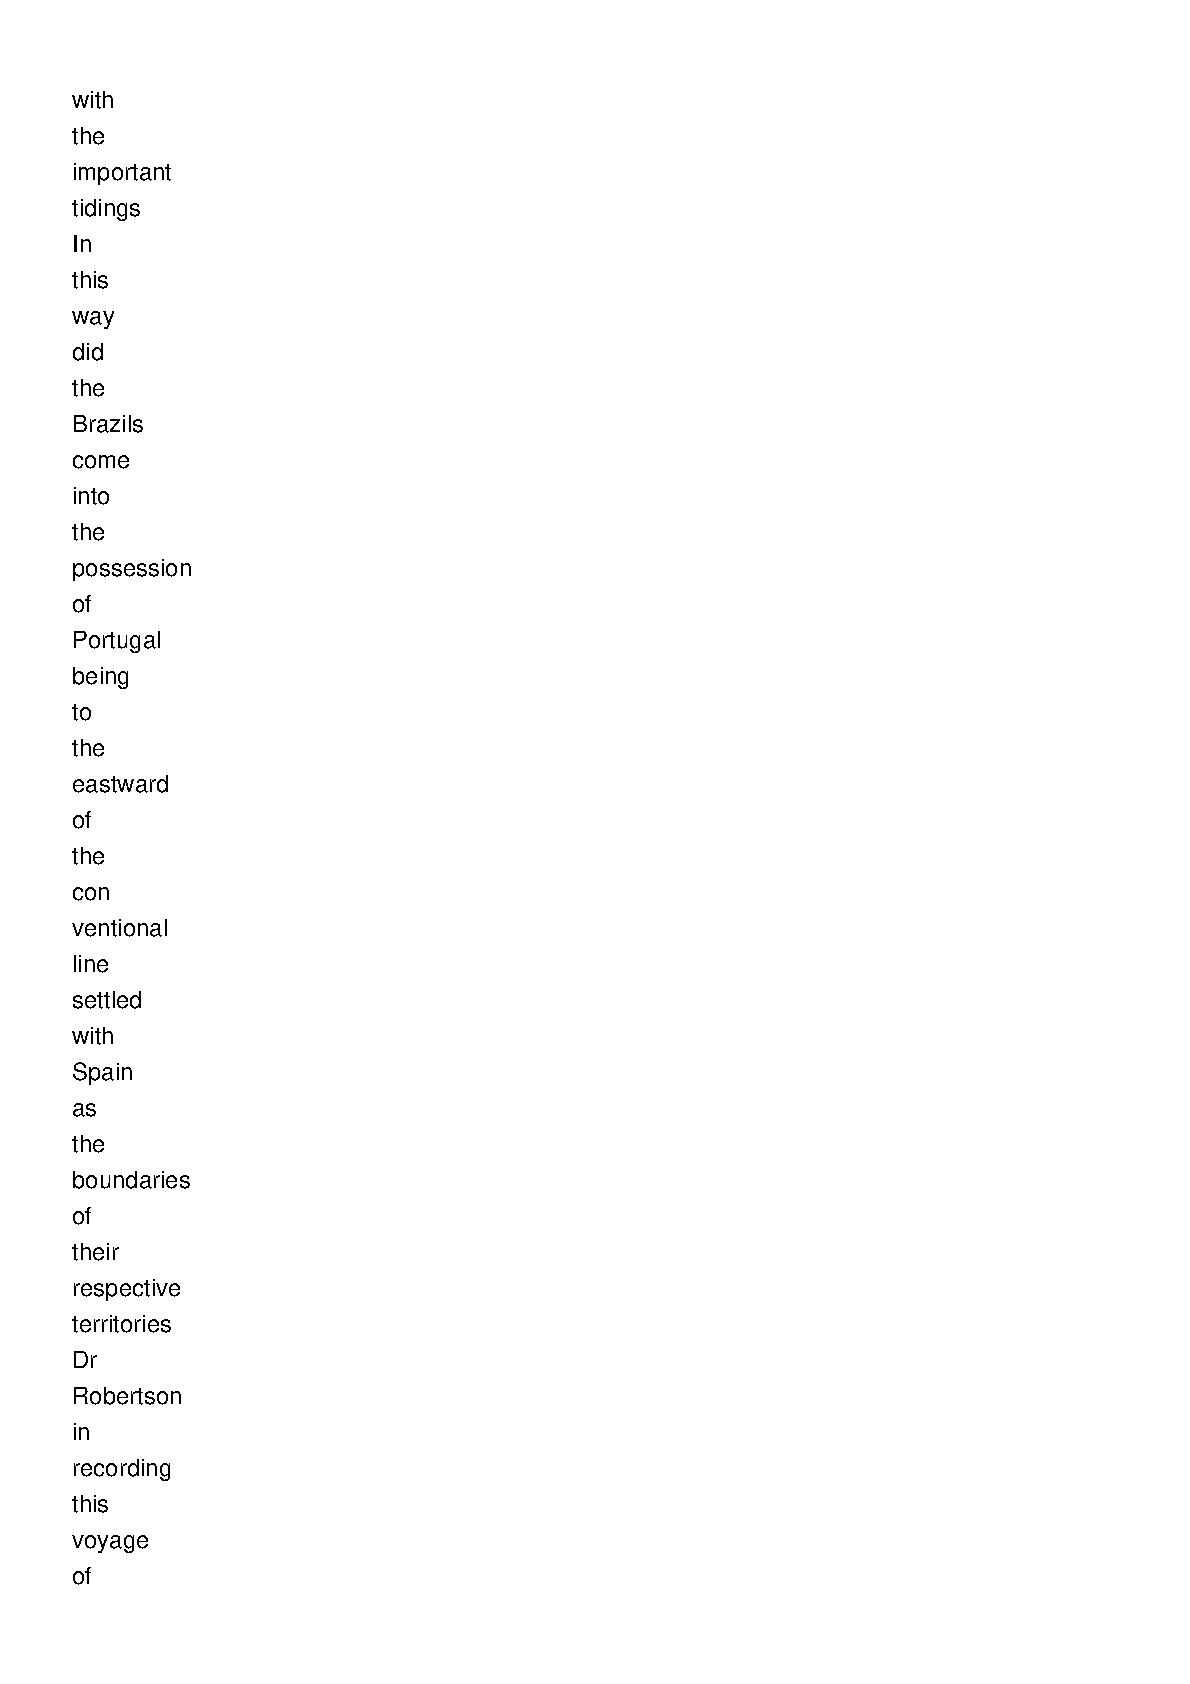 with
the
important
tidings
In
this
way
did
the
Brazils
come
into
the
possession
of
Portugal
being
to
the
eastward
of
the
con
ventional
line
settled
with
Spain
as
the
boundaries
of
their
respective
territories
Dr
Robertson
in
recording
this
voyage
of